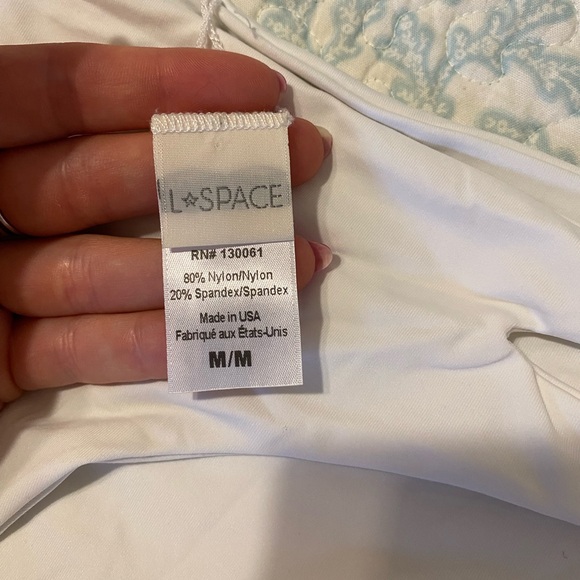 L☆SPACE
RN# 130061
80% Nylon/Nylon
20% Spandex/Spandex
Made in USA
Fabriqué aux États-Unis
M/M